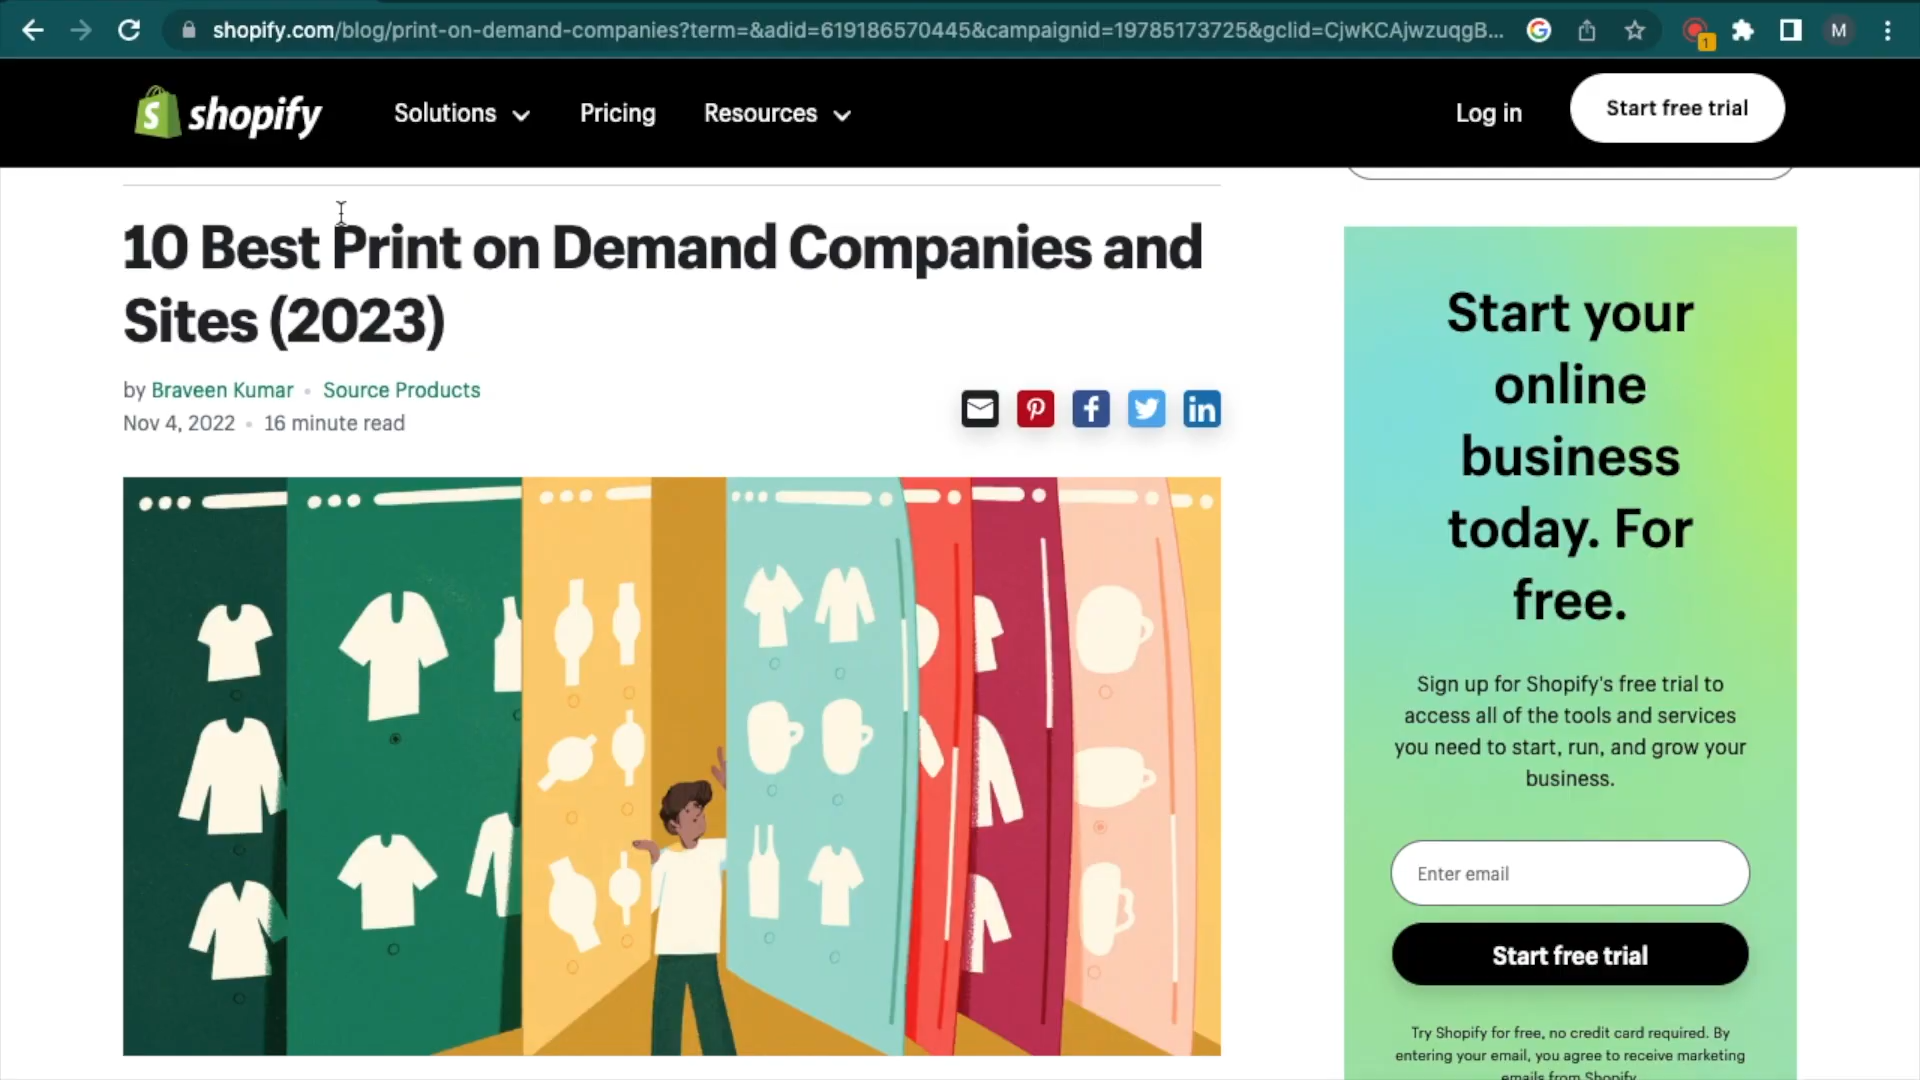 shopify.com/blog/print-on-demand-companies?term=&adid=619186570445&campaignid=19785173725&gclid=CjwKCAjwzuqgB...
1
M
shopify
Solutions
Pricing
Resources
Log in
Start free trial
10 Best Print on Demand Companies and
Sites (2023)
by Braveen Kumar • Source Products
Nov 4, 2022 • 16 minute read
Start your
online
business
today. For
free.
Sign up for Shopify's free trial to
access all of the tools and services
you need to start, run, and grow your
business.
Enter email
Start free trial
Try Shopify for free, no credit card required. By
entering your email, you agree to receive marketing
emails from Shopify.